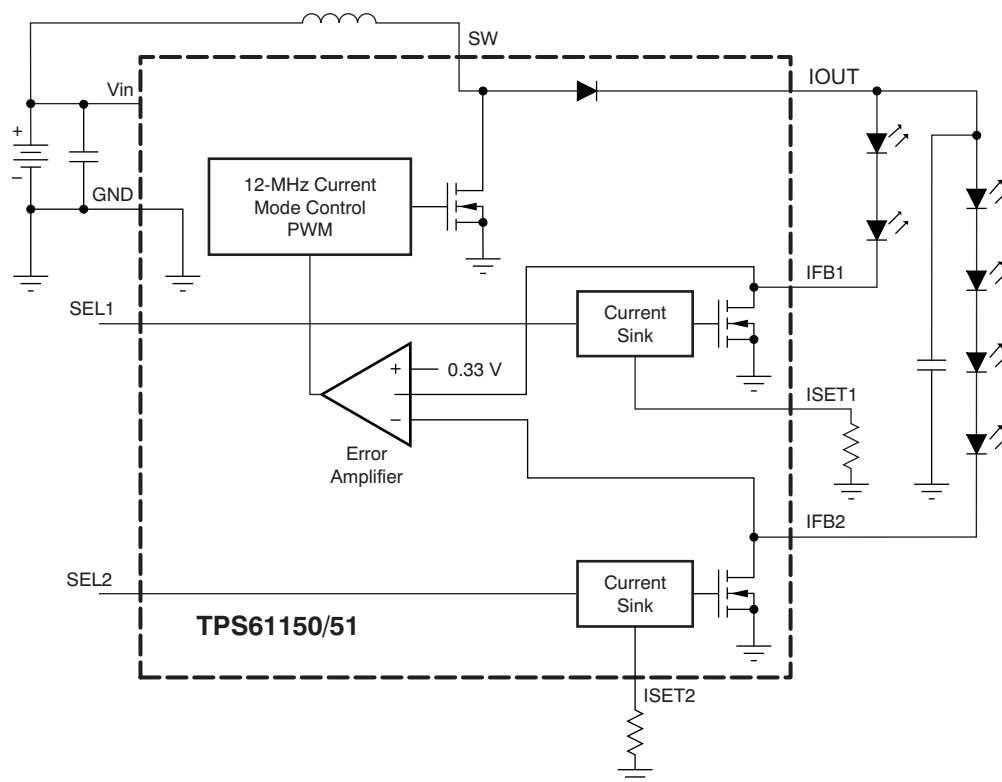 SW
IOUT
Vin
+
−
12-MHz Current
Mode Control
PWM
GND
IFB1
SEL1
Current
Sink
+
0.33 V
−
−
ISET1
Error
Amplifier
IFB2
SEL2
Current
Sink
TPS61150/51
ISET2